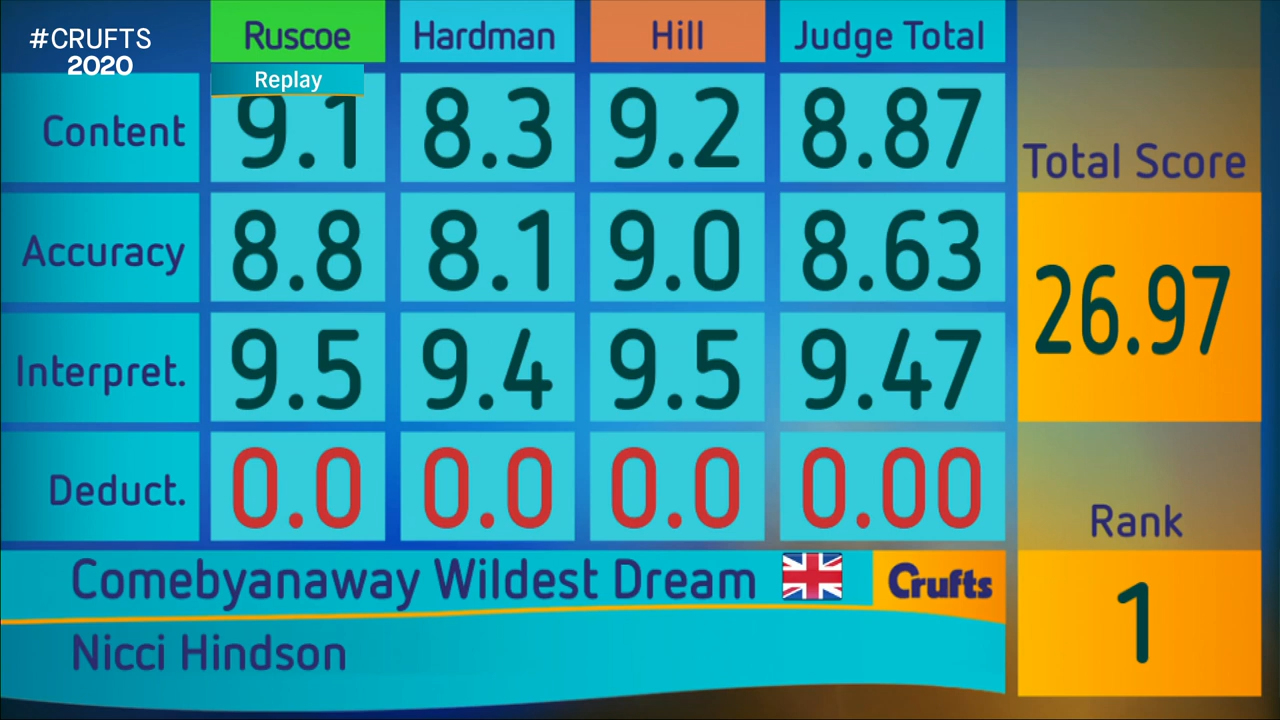 #CRUFTS
2020
Ruscoe Hardman Hill Judge Total
Replay
Content 9.1 8.3 9.2 8.87
Total Score
Accuracy 8.8 8.1 9.0 8.63
26.97
Interpret. 9.5 9.4 9.5 9.47
Deduct. 0.0 0.0 0.0 0.00
Rank
Comebyanaway Wildest Dream Crufts
1
Nicci Hindson